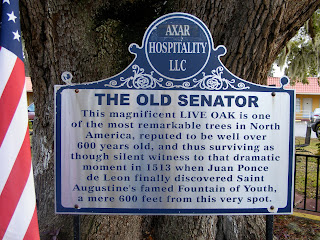 AXAR
HOSPITALITY
LLC
THE OLD SENATOR
This magnificent LIVE OAK is one
of the most remarkable trees in North
America, reputed to be well over
600 years old, and thus surviving as
though silent witness to that dramatic
moment in 1513 when Juan Ponce
de Leon finally discovered Saint
Augustine's famed Fountain of Youth,
a mere 600 feet from this very spot.